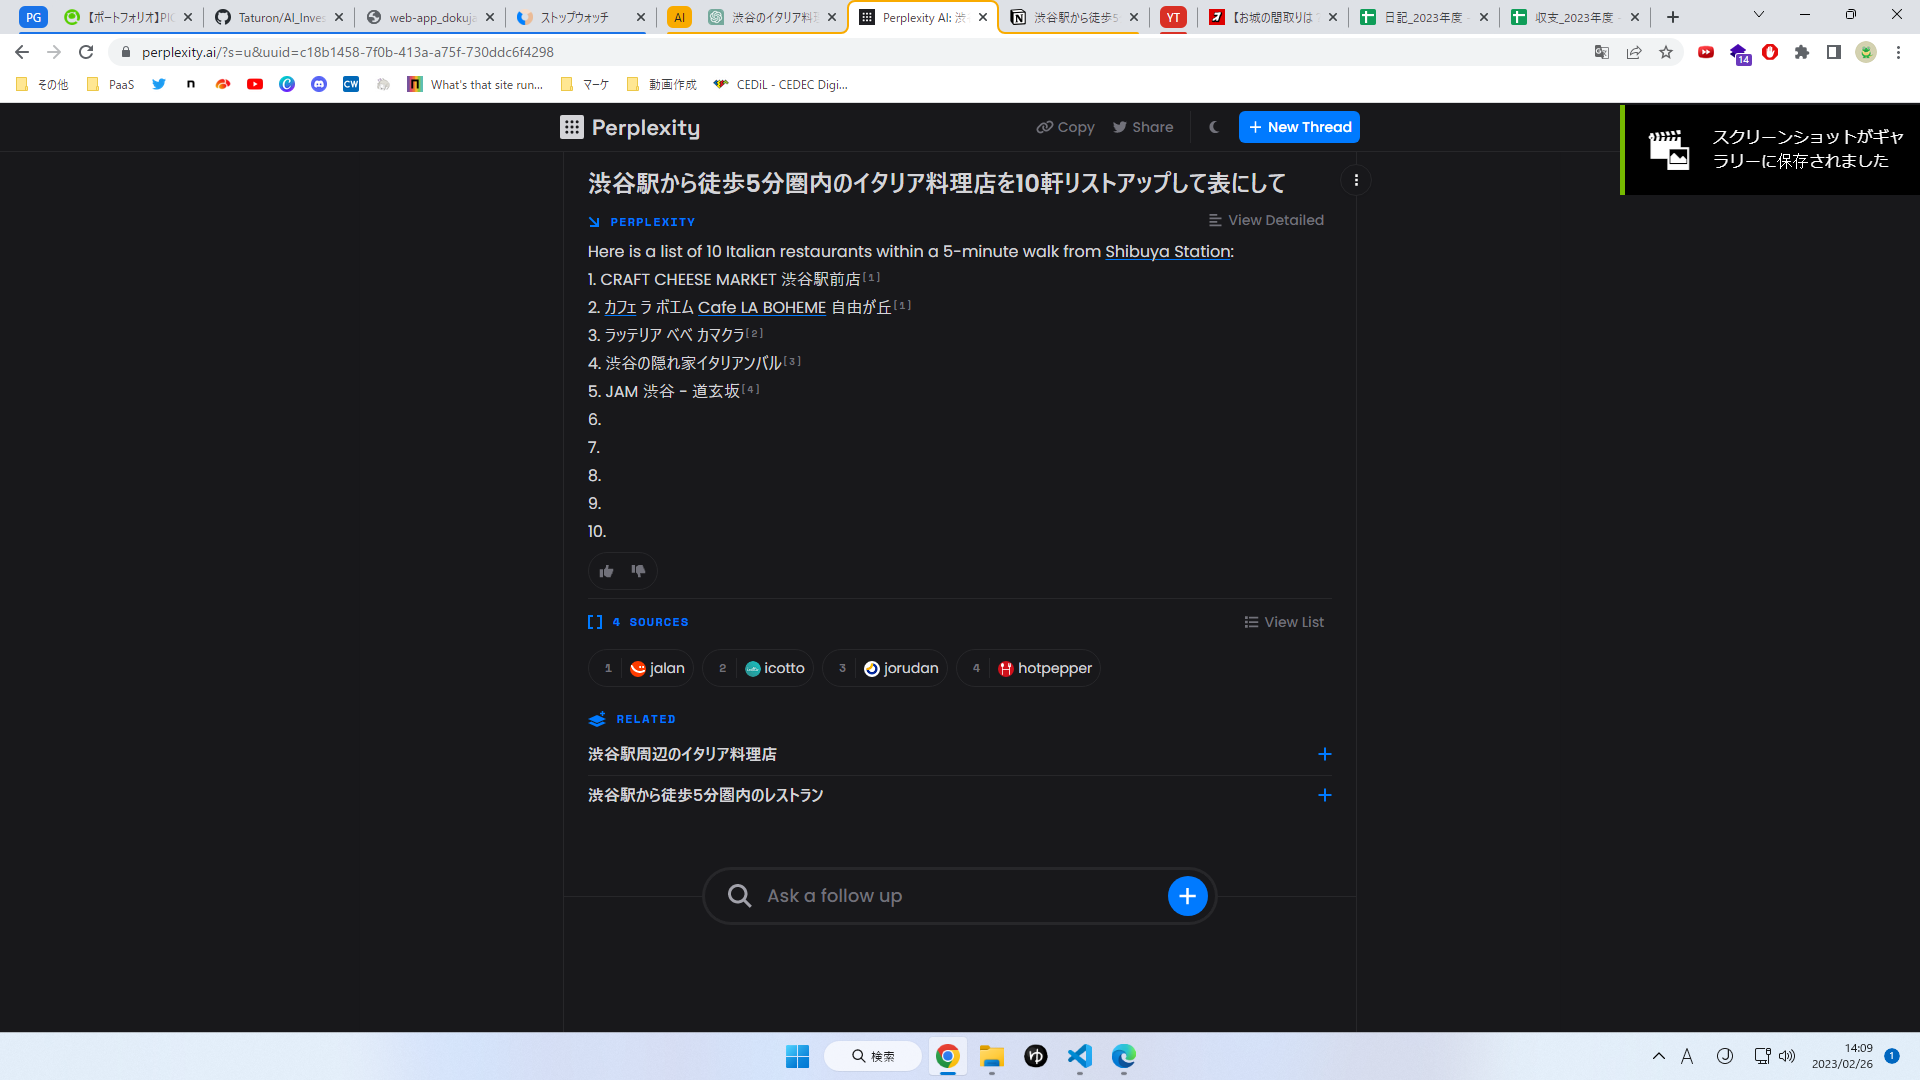 PG
【ポートフォリオ】PIC
Taturon/AI_Inves
web-app_dokuja
ストップウォッチ
AI
渋谷のイタリア料理
Perplexity AI: 渋
渋谷駅から徒歩5
YT
【お城の間取りは？
日記_2023年度 -
収支_2023年度 -
perplexity.ai/?s=u&uuid=c18b1458-7f0b-413a-a75f-730ddc6f4298
14
その他
PaaS
What's that site run...
マーケ
動画作成
CEDiL - CEDEC Digi...
Perplexity
Copy
Share
New Thread
スクリーンショットがギャ
ラリーに保存されました
渋谷駅から徒歩5分圏内のイタリア料理店を10軒リストアップして表にして
PERPLEXITY
View Detailed
Here is a list of 10 Italian restaurants within a 5-minute walk from Shibuya Station:
1. CRAFT CHEESE MARKET 渋谷駅前店[1]
2. カフェ ラ ボエム Cafe LA BOHEME 自由が丘[1]
3. ラッテリア ベベ カマクラ[2]
4. 渋谷の隠れ家イタリアンバル[3]
5. JAM 渋谷 - 道玄坂[4]
6.
7.
8.
9.
10.
4 SOURCES
View List
1 jalan
2 icotto
3 jorudan
4 hotpepper
RELATED
渋谷駅周辺のイタリア料理店
渋谷駅から徒歩5分圏内のレストラン
Ask a follow up
検索
ゆ
A
14:09
2023/02/26
1